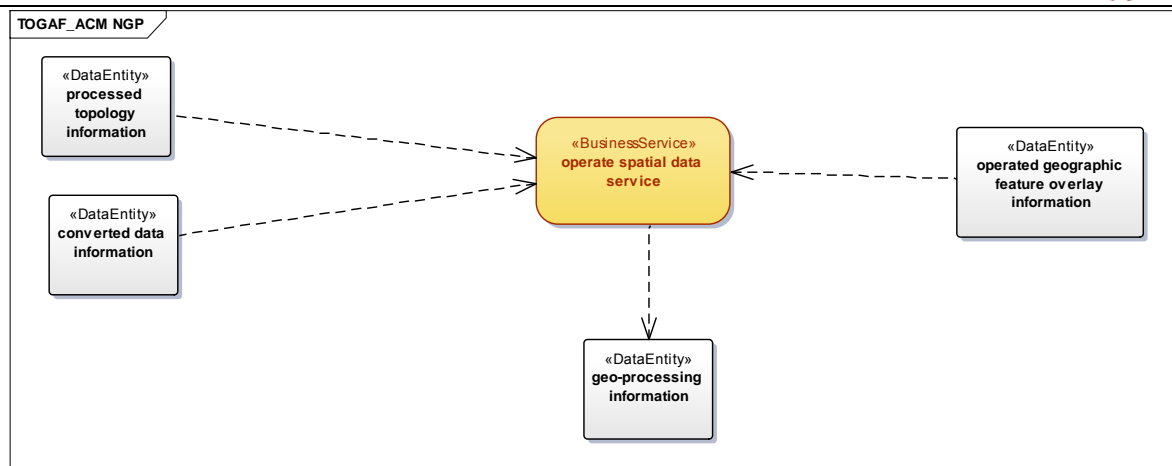 TOGAF_ACM NGP
«DataEntity»
processed
topology
information
«BusinessService»
operate spatial data
service
«DataEntity»
operated geographic
feature overlay
information
«DataEntity»
converted data
information
«DataEntity»
geo-processing
information